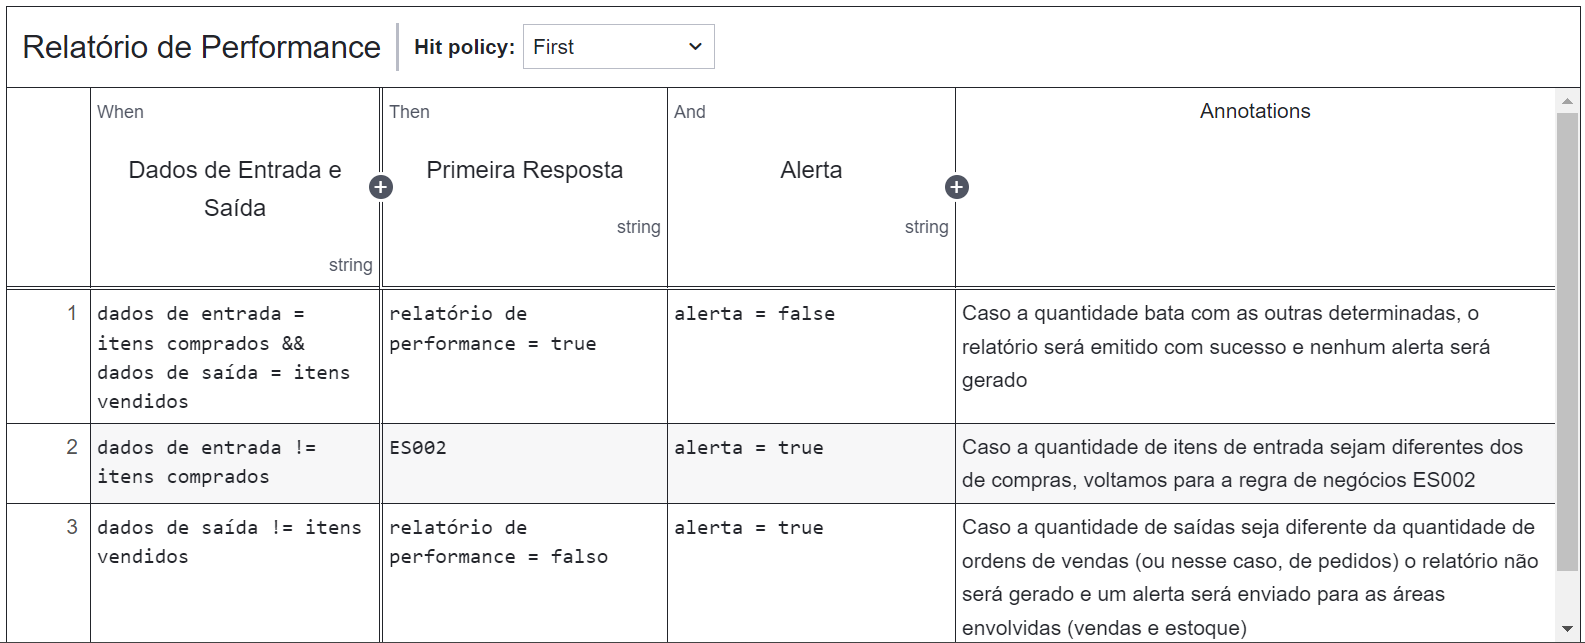 Relatório de Performance
Hit policy: First
When
Dados de Entrada e
Saída
string
Then
Primeira Resposta
string
And
Alerta
string
Annotations
1
dados de entrada =
itens comprados &&
dados de saída = itens
vendidos
relatório de
performance = true
alerta = false
Caso a quantidade bata com as outras determinadas, o
relatório será emitido com sucesso e nenhum alerta será
gerado
2
dados de entrada !=
itens comprados
ES002
alerta = true
Caso a quantidade de itens de entrada sejam diferentes dos
de compras, voltamos para a regra de negócios ES002
3
dados de saída != itens
vendidos
relatório de
performance = falso
alerta = true
Caso a quantidade de saídas seja diferente da quantidade de
ordens de vendas (ou nesse caso, de pedidos) o relatório não
será gerado e um alerta será enviado para as áreas
envolvidas (vendas e estoque)